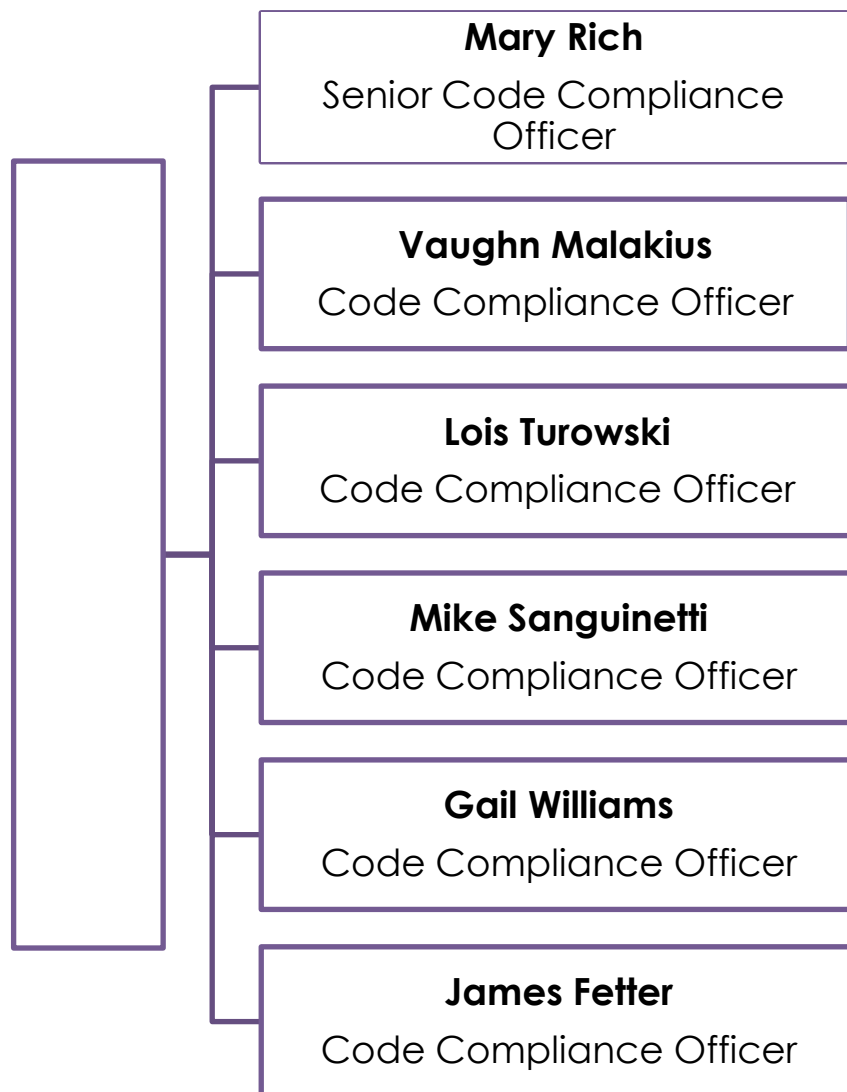 Mary Rich
Senior Code Compliance
Officer
Vaughn Malakius
Code Compliance Officer
Lois Turowski
Code Compliance Officer
Mike Sanguinetti
Code Compliance Officer
Gail Williams
Code Compliance Officer
James Fetter
Code Compliance Officer